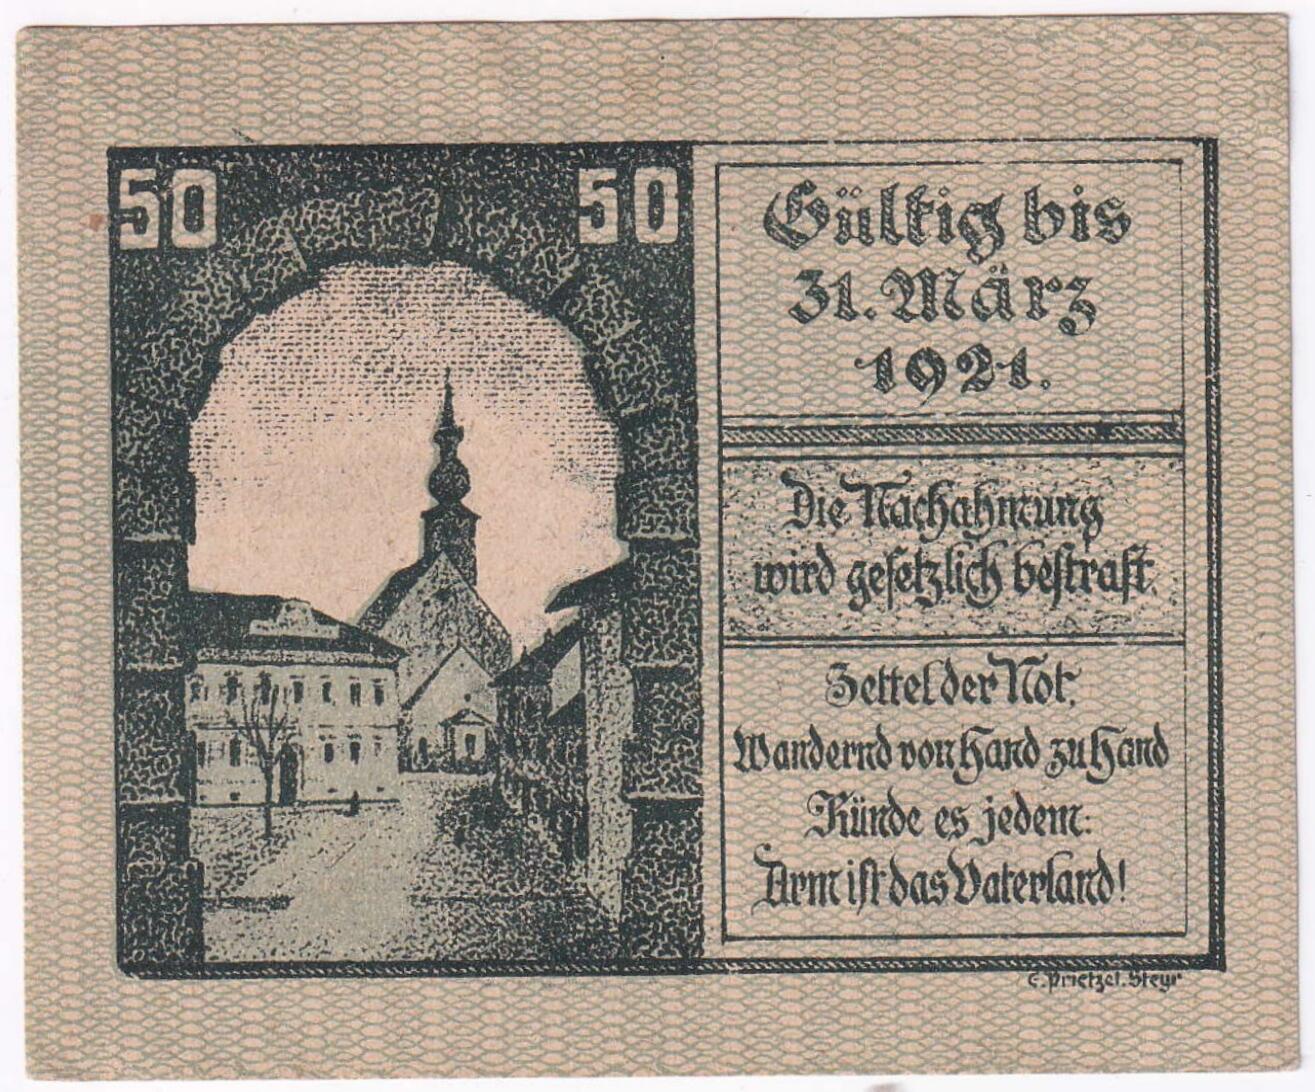 50 50
Gültig bis
31. März
1921.
Die Nachahmung
wird gesetzlich bestraft.
Zettel der Not,
Wandernd von Hand zu Hand
Künde es jedem:
Arm ist das Vaterland!
E. Prietzel. Steyr